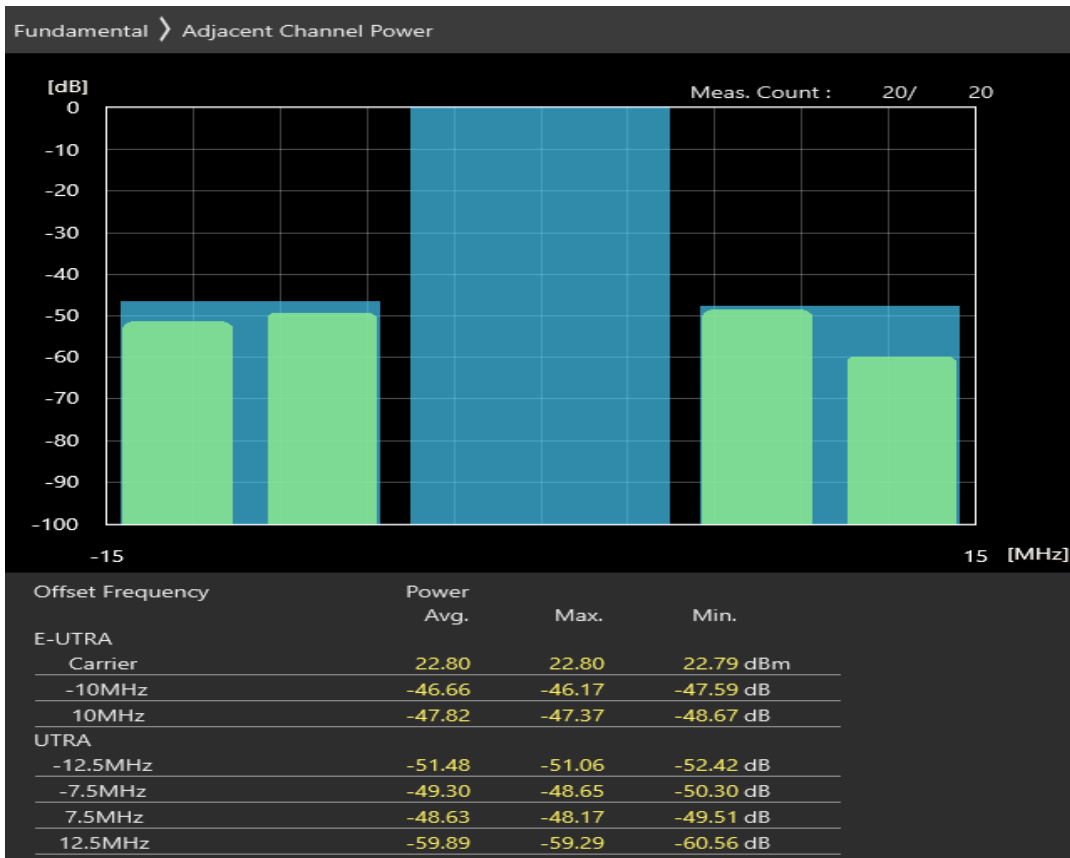 Fundamental 〉 Adjacent Channel Power
[dB]
Meas. Count : 20/ 20
0
-10
-20
-30
-40
-50
-60
-70
-80
-90
-100
-15 15 [MHz]
Offset Frequency Power
Avg. Max. Min.
E-UTRA
Carrier 22.80 22.80 22.79 dBm
-10MHz -46.66 -46.17 -47.59 dB
10MHz -47.82 -47.37 -48.67 dB
UTRA
-12.5MHz -51.48 -51.06 -52.42 dB
-7.5MHz -49.30 -48.65 -50.30 dB
7.5MHz -48.63 -48.17 -49.51 dB
12.5MHz -59.89 -59.29 -60.56 dB